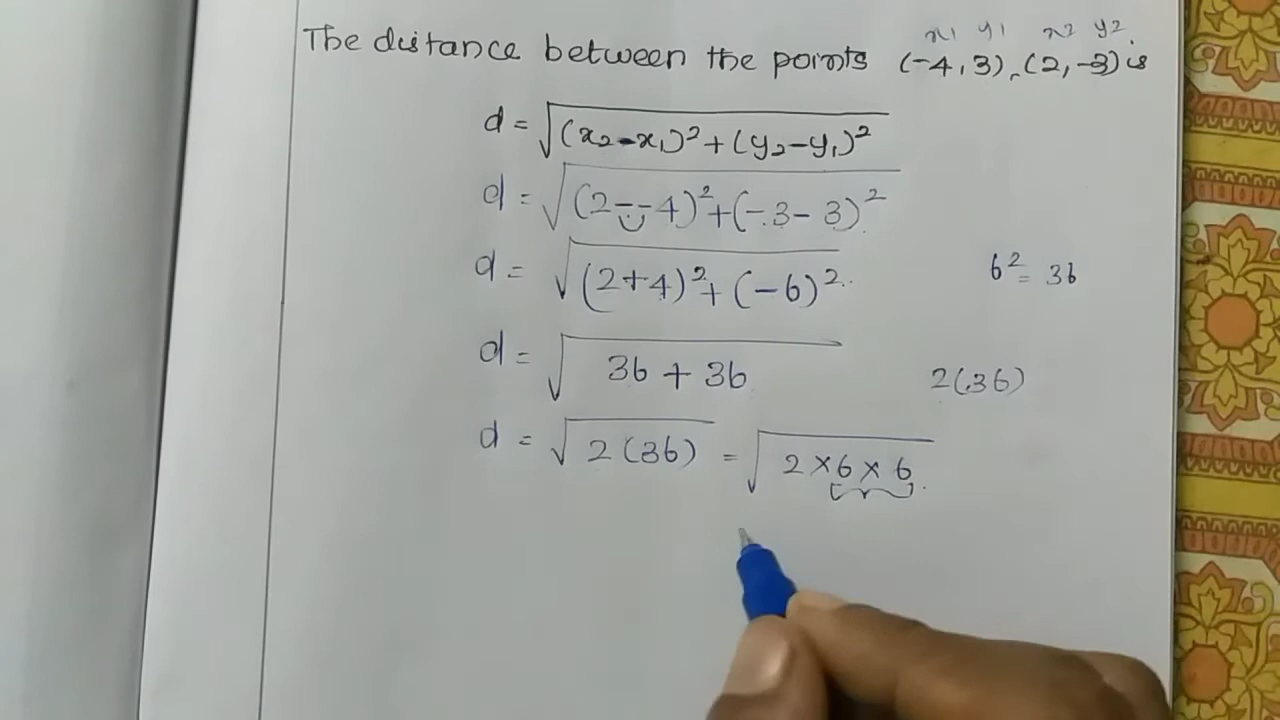 x1 y1 x2 y2
The distance between the points (-4,3), (2,-3) is
d = √(x₂-x₁)²+(y₂-y₁)²
d = √(2--4)²+(-3-3)²
d = √(2+4)²+(-6)²
6² = 36
d = √36+36
2(36)
d = √2(36) = √2×6×6